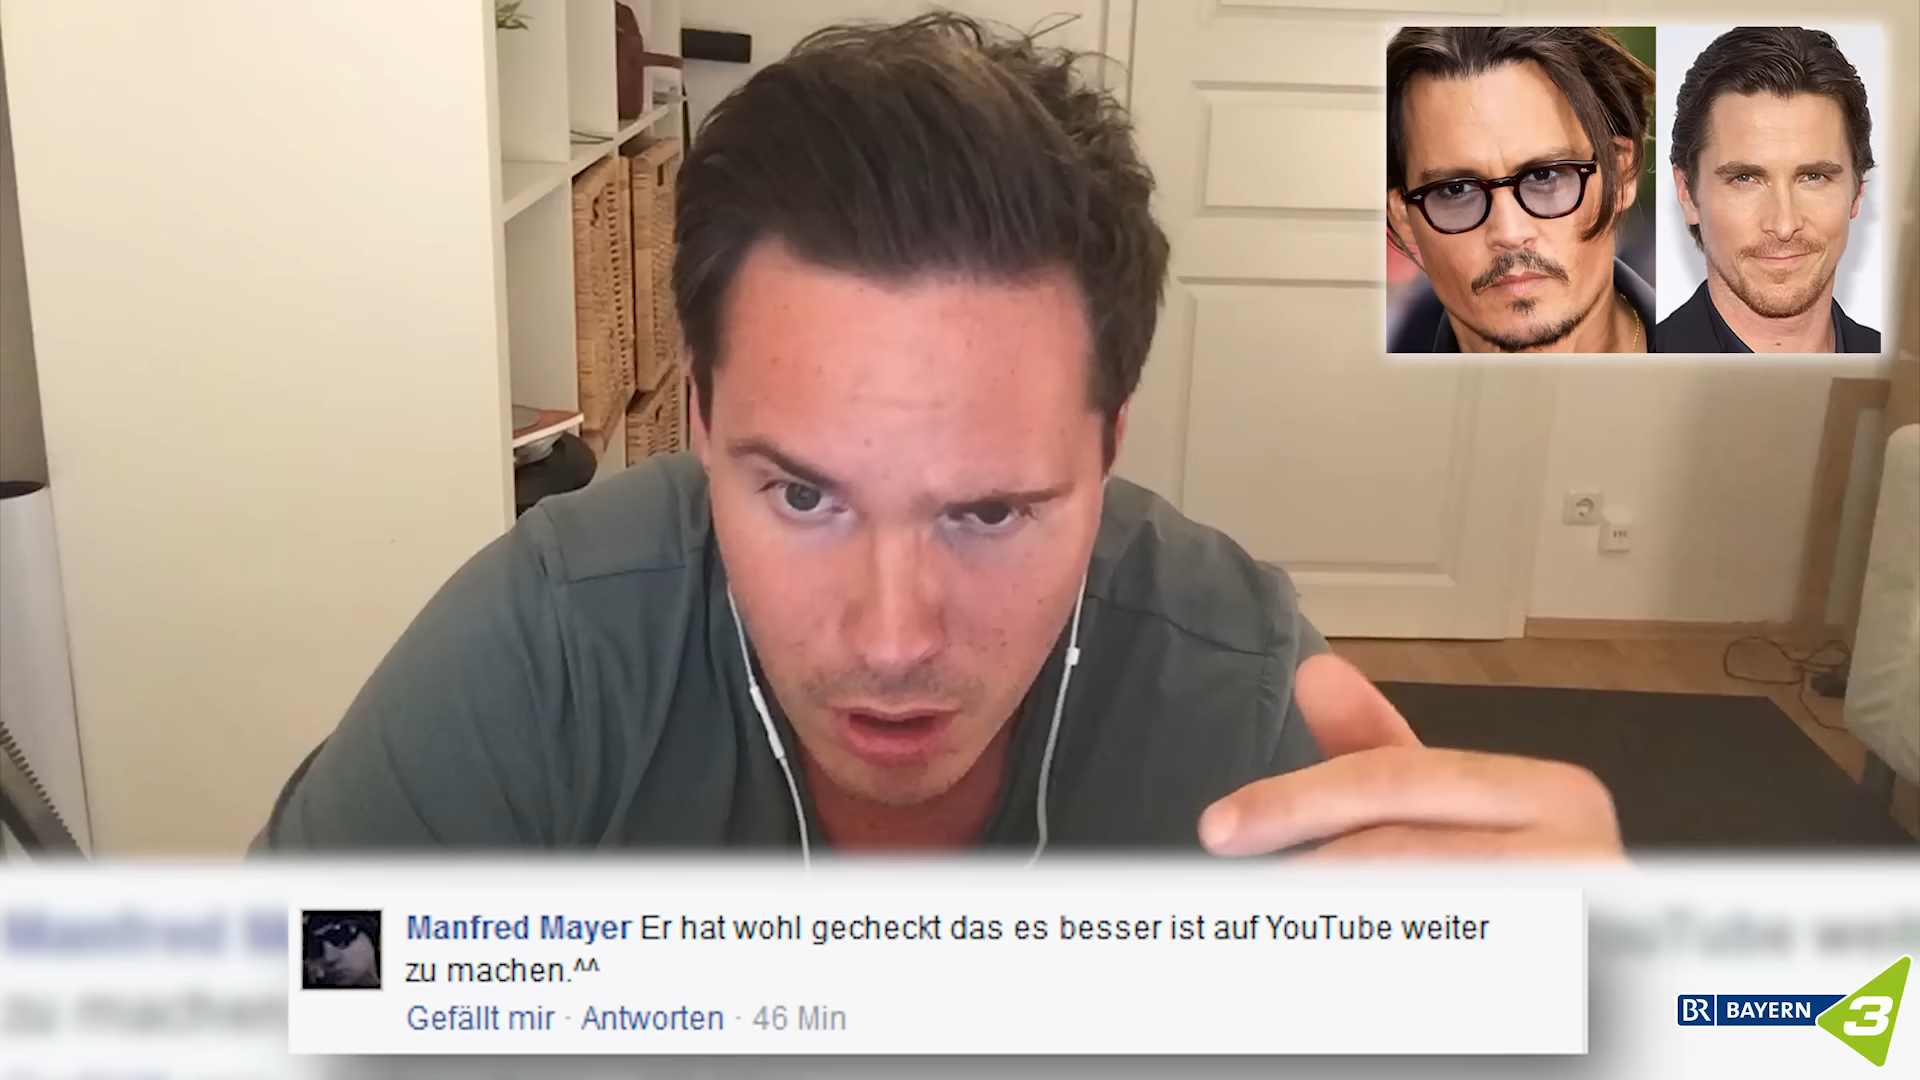 Manfred Mayer Er hat wohl gecheckt das es besser ist auf YouTube weiter
zu machen.^^
Gefällt mir · Antworten · 46 Min
BR BAYERN 3